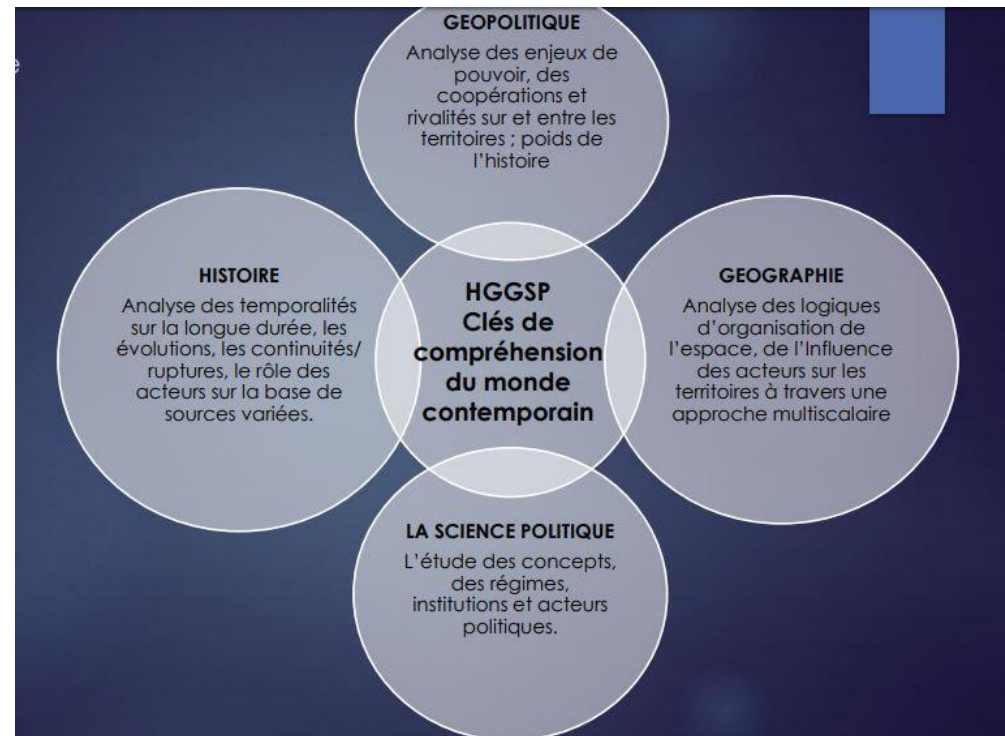 GEOPOLITIQUE
Analyse des enjeux de
pouvoir, des
coopérations et
rivalités sur et entre les
territoires ; poids de
l'histoire
e
HISTOIRE
Analyse des temporalités
sur la longue durée, les
évolutions, les continuités/
ruptures, le rôle des
acteurs sur la base de
sources variées.
HGGSP
Clés de
compréhension
du monde
contemporain
GEOGRAPHIE
Analyse des logiques
d'organisation de
l'espace, de l'Influence
des acteurs sur les
territoires à travers une
approche multiscalaire
LA SCIENCE POLITIQUE
L'étude des concepts,
des régimes,
institutions et acteurs
politiques.